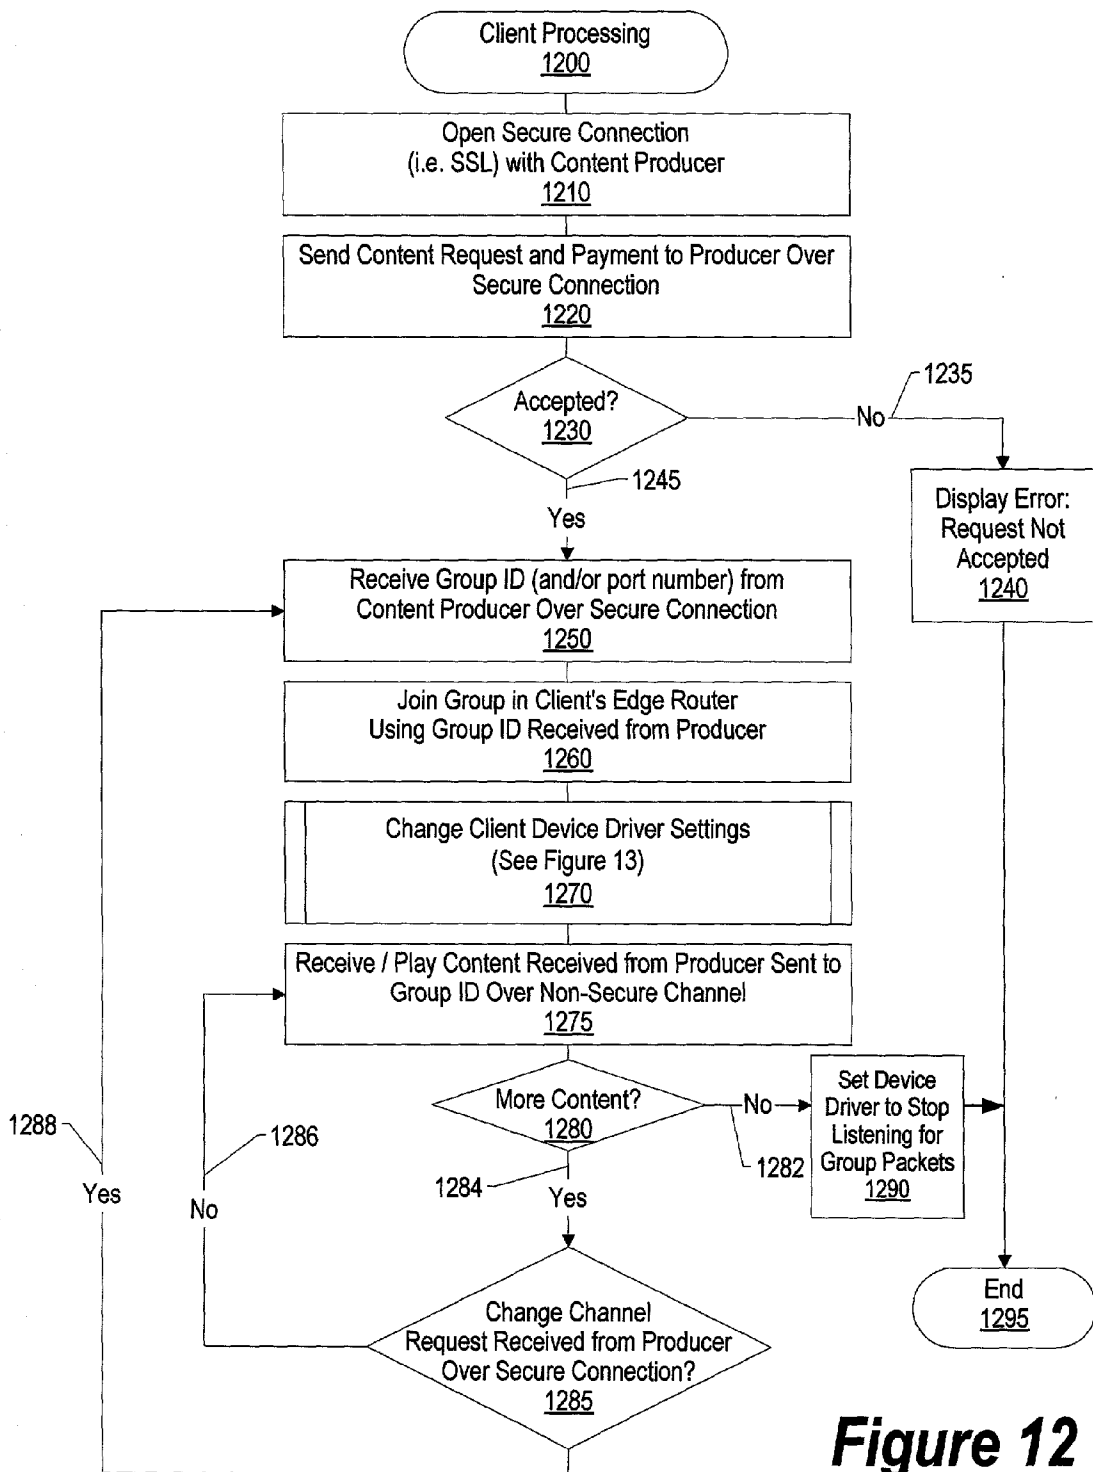 Client Processing
1200
Open Secure Connection
(i.e. SSL) with Content Producer
1210
Send Content Request and Payment to Producer Over
Secure Connection
1220
Accepted?
1230
No
1235
1245
Yes
Display Error:
Request Not
Accepted
1240
Receive Group ID (and/or port number) from
Content Producer Over Secure Connection
1250
Join Group in Client's Edge Router
Using Group ID Received from Producer
1260
Change Client Device Driver Settings
(See Figure 13)
1270
Receive / Play Content Received from Producer Sent to
Group ID Over Non-Secure Channel
1275
More Content?
1280
No
1282
Set Device
Driver to Stop
Listening for
Group Packets
1290
1284
Yes
1288
Yes
1286
No
Change Channel
Request Received from Producer
Over Secure Connection?
1285
End
1295
Figure 12